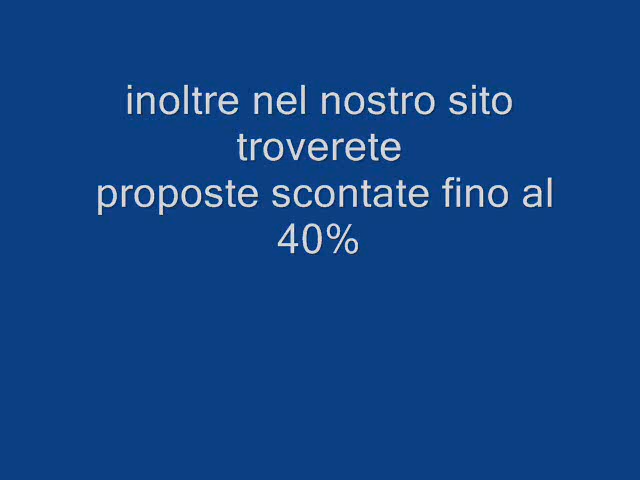 inoltre nel nostro sito
troverete
proposte scontate fino al
40%